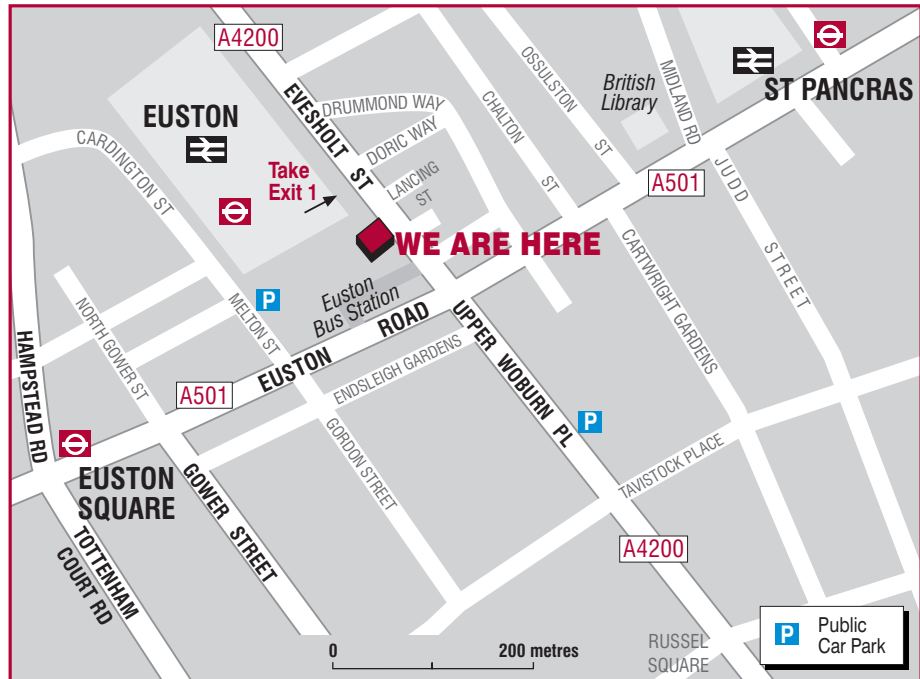 A4200
EUSTON
CARDINGTON ST
EVESHOLT ST
DRUMMOND WAY
DORIC WAY
LANCING
ST
CHALTON
ST
OSSULSTON
ST
British
Library
MIDLAND RD
ST PANCRAS
A501
JUDD
STREET
Take
Exit 1
WE ARE HERE
Euston
Bus Station
CARTWRIGHT GARDENS
P
MELTON ST
NORTH GOWER ST
HAMPSTEAD RD
A501
EUSTON ROAD
ENDSLEIGH GARDENS
UPPER WOBURN PL
P
EUSTON
SQUARE
GOWER STREET
GORDON STREET
TAVISTOCK PLACE
TOTTENHAM
COURT RD
A4200
0 200 metres
RUSSEL
SQUARE
P Public
Car Park